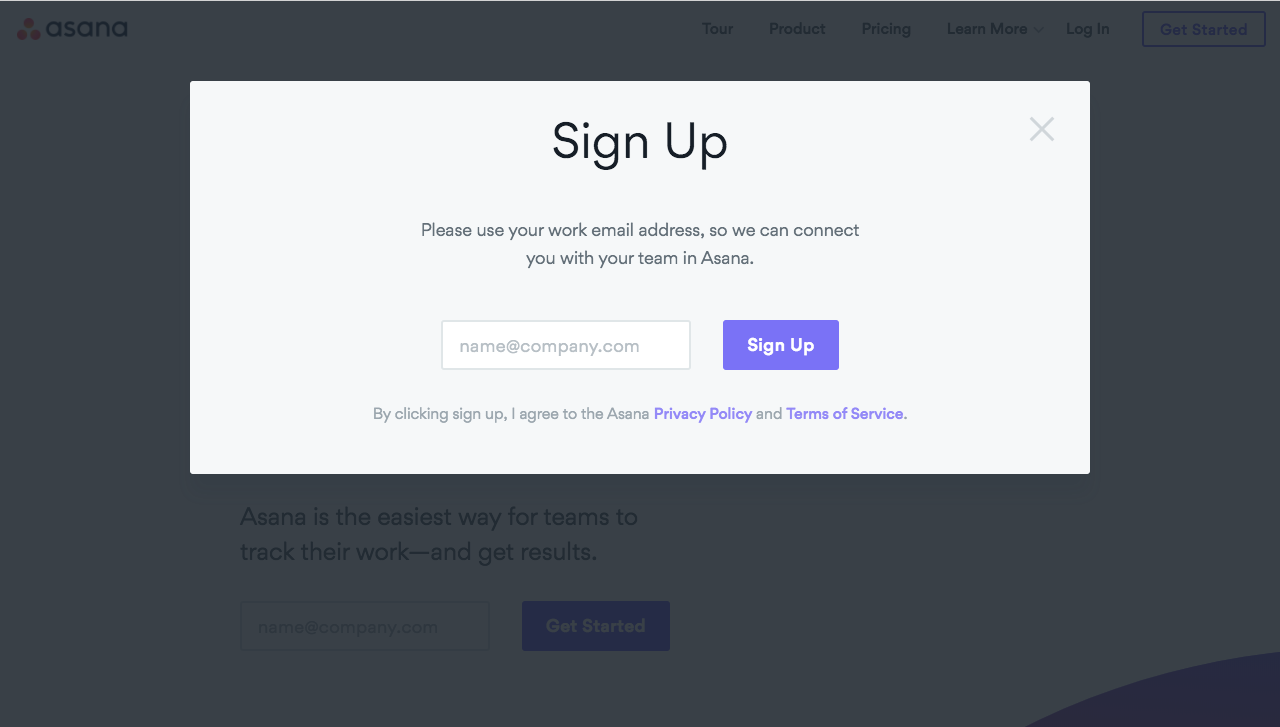 asana
Tour Product Pricing Learn More Log In Get Started
Sign Up
Please use your work email address, so we can connect
you with your team in Asana.
name@company.com Sign Up
By clicking sign up, I agree to the Asana Privacy Policy and Terms of Service.
Asana is the easiest way for teams to
track their work—and get results.
name@company.com Get Started